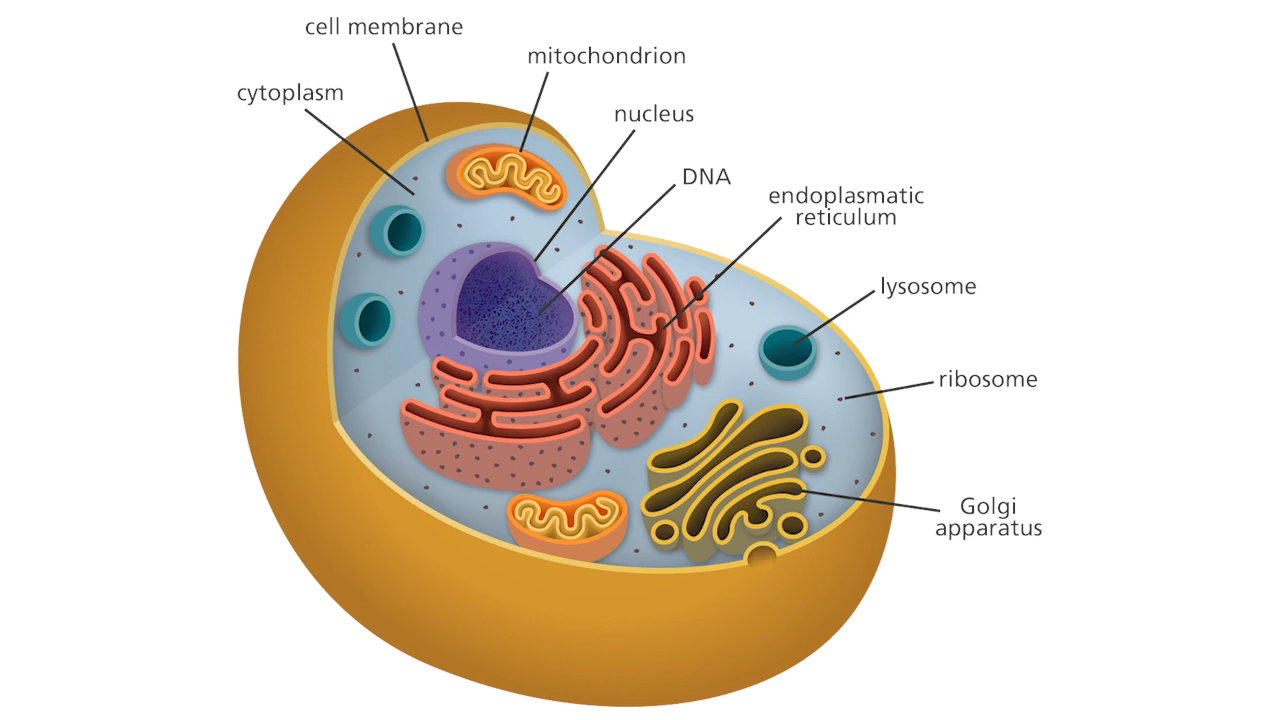 cell membrane
mitochondrion
cytoplasm
nucleus
DNA
endoplasmatic
reticulum
lysosome
ribosome
Golgi
apparatus